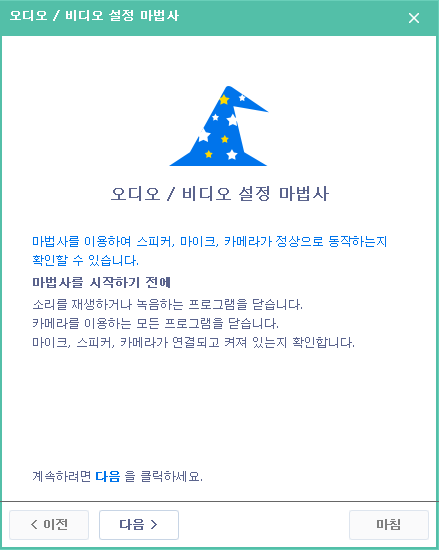 오디오 / 비디오 설정 마법사
오디오 / 비디오 설정 마법사
마법사를 이용하여 스피커, 마이크, 카메라가 정상으로 동작하는지
확인할 수 있습니다.
마법사를 시작하기 전에
소리를 재생하거나 녹음하는 프로그램을 닫습니다.
카메라를 이용하는 모든 프로그램을 닫습니다.
마이크, 스피커, 카메라가 연결되고 켜져 있는지 확인합니다.
계속하려면 다음 을 클릭하세요.
< 이전 다음 > 마침